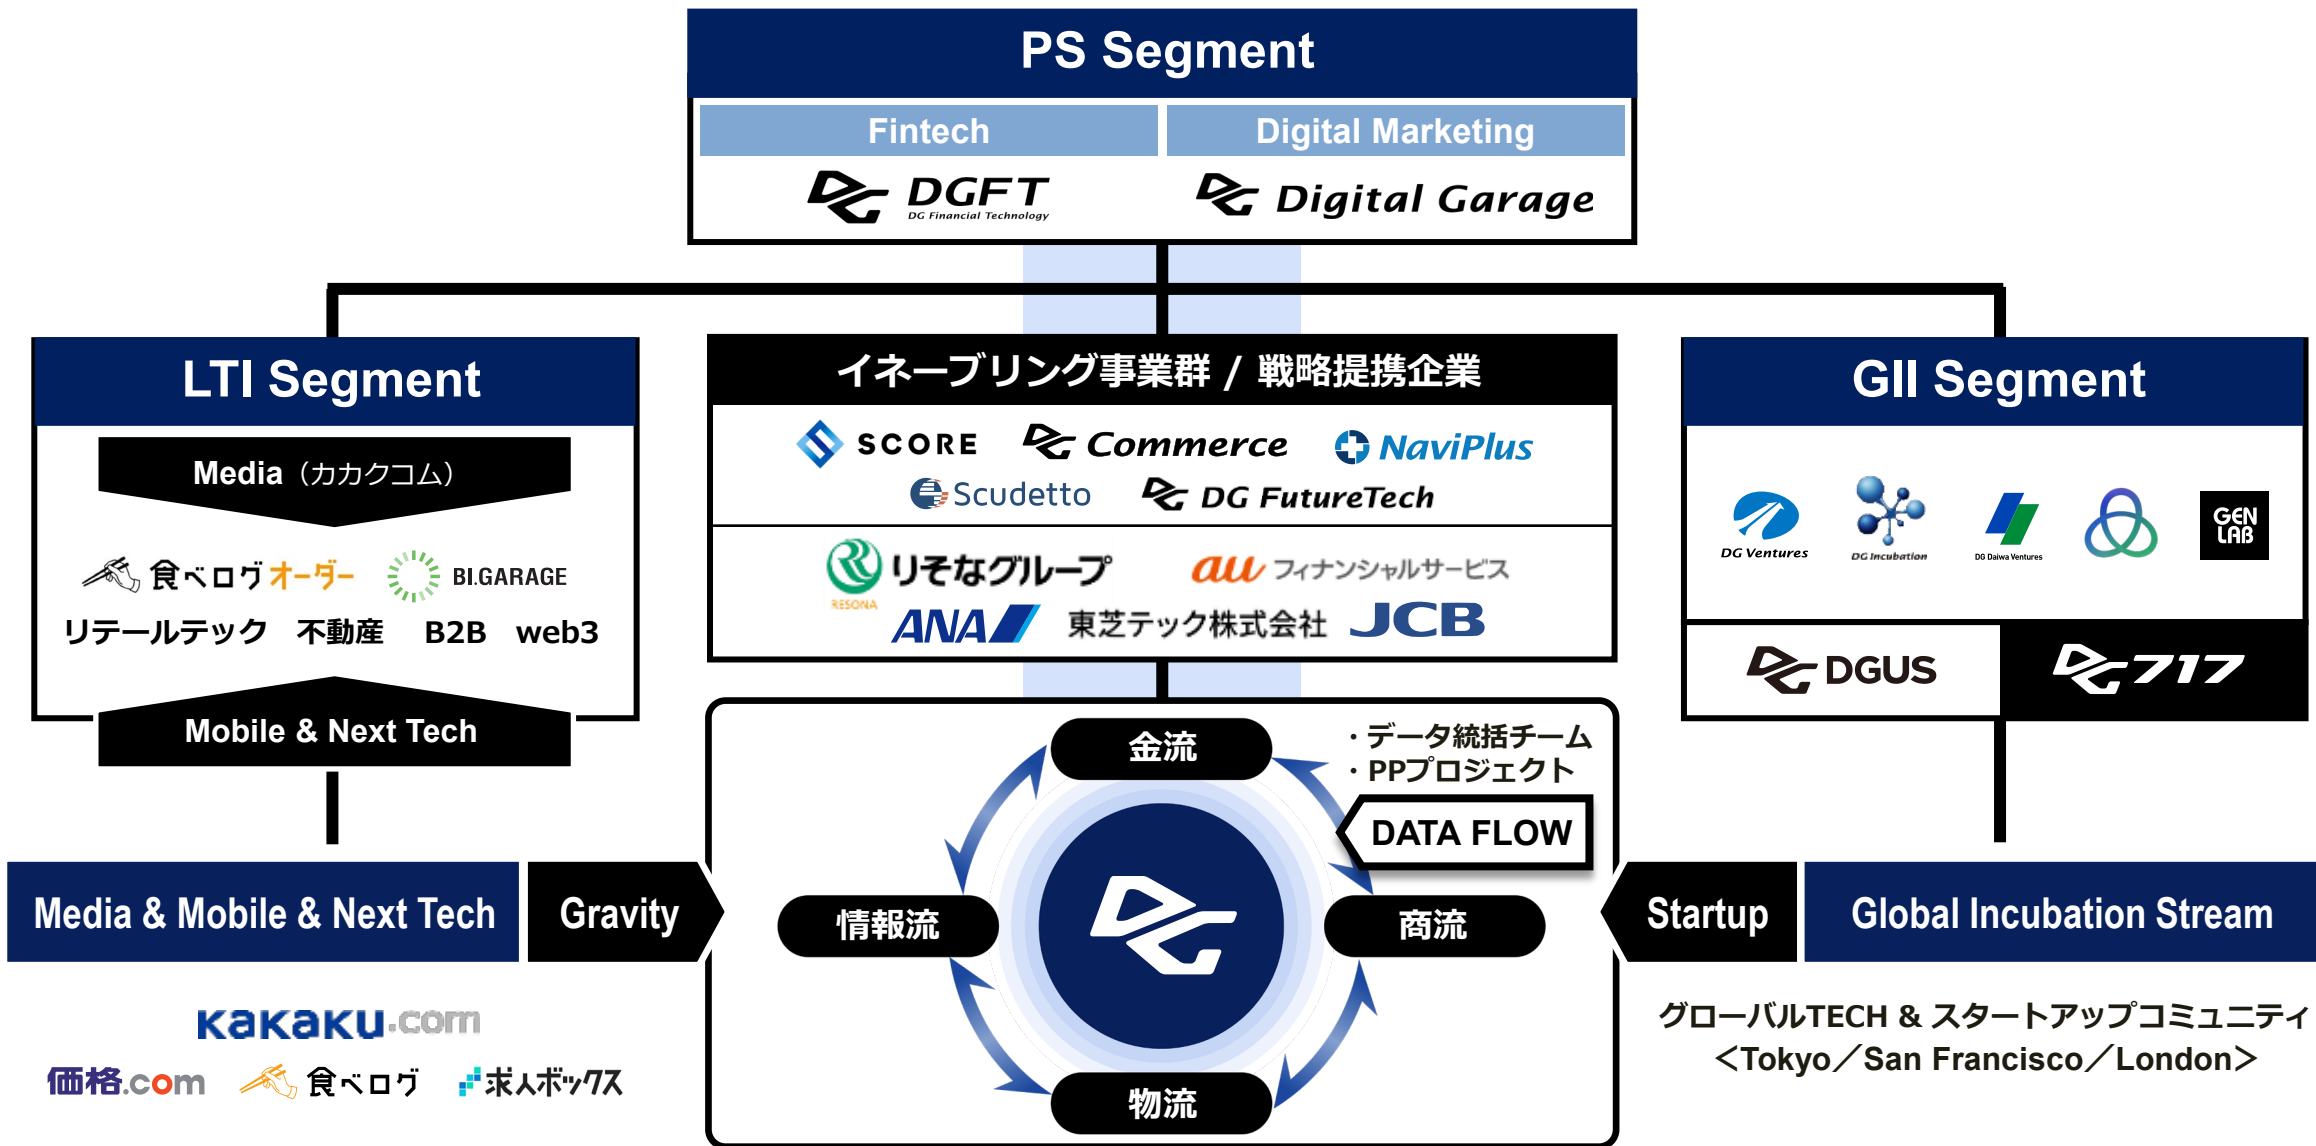 PS Segment
Fintech
Digital Marketing
DG DGFT
DG Financial Technology
DG Digital Garage
LTI Segment
Media（カカクコム）
食べログオーダー
BI.GARAGE
リテールテック 不動産 B2B web3
Mobile & Next Tech
イネーブリング事業群 / 戦略提携企業
SCORE
DG Commerce
NaviPlus
Scudetto
DG DG FutureTech
りそなグループ
RESONA
au フィナンシャルサービス
ANA
東芝テック株式会社
JCB
GII Segment
DG Ventures
DG Incubation
DG Daiwa Ventures
GEN
LAB
DG DGUS
DG 717
金流
・データ統括チーム
・PPプロジェクト
DATA FLOW
情報流
DG
商流
物流
Media & Mobile & Next Tech
Gravity
Startup
Global Incubation Stream
kakaku.com
価格.com
食べログ
求人ボックス
グローバルTECH & スタートアップコミュニティ
＜Tokyo／San Francisco／London＞